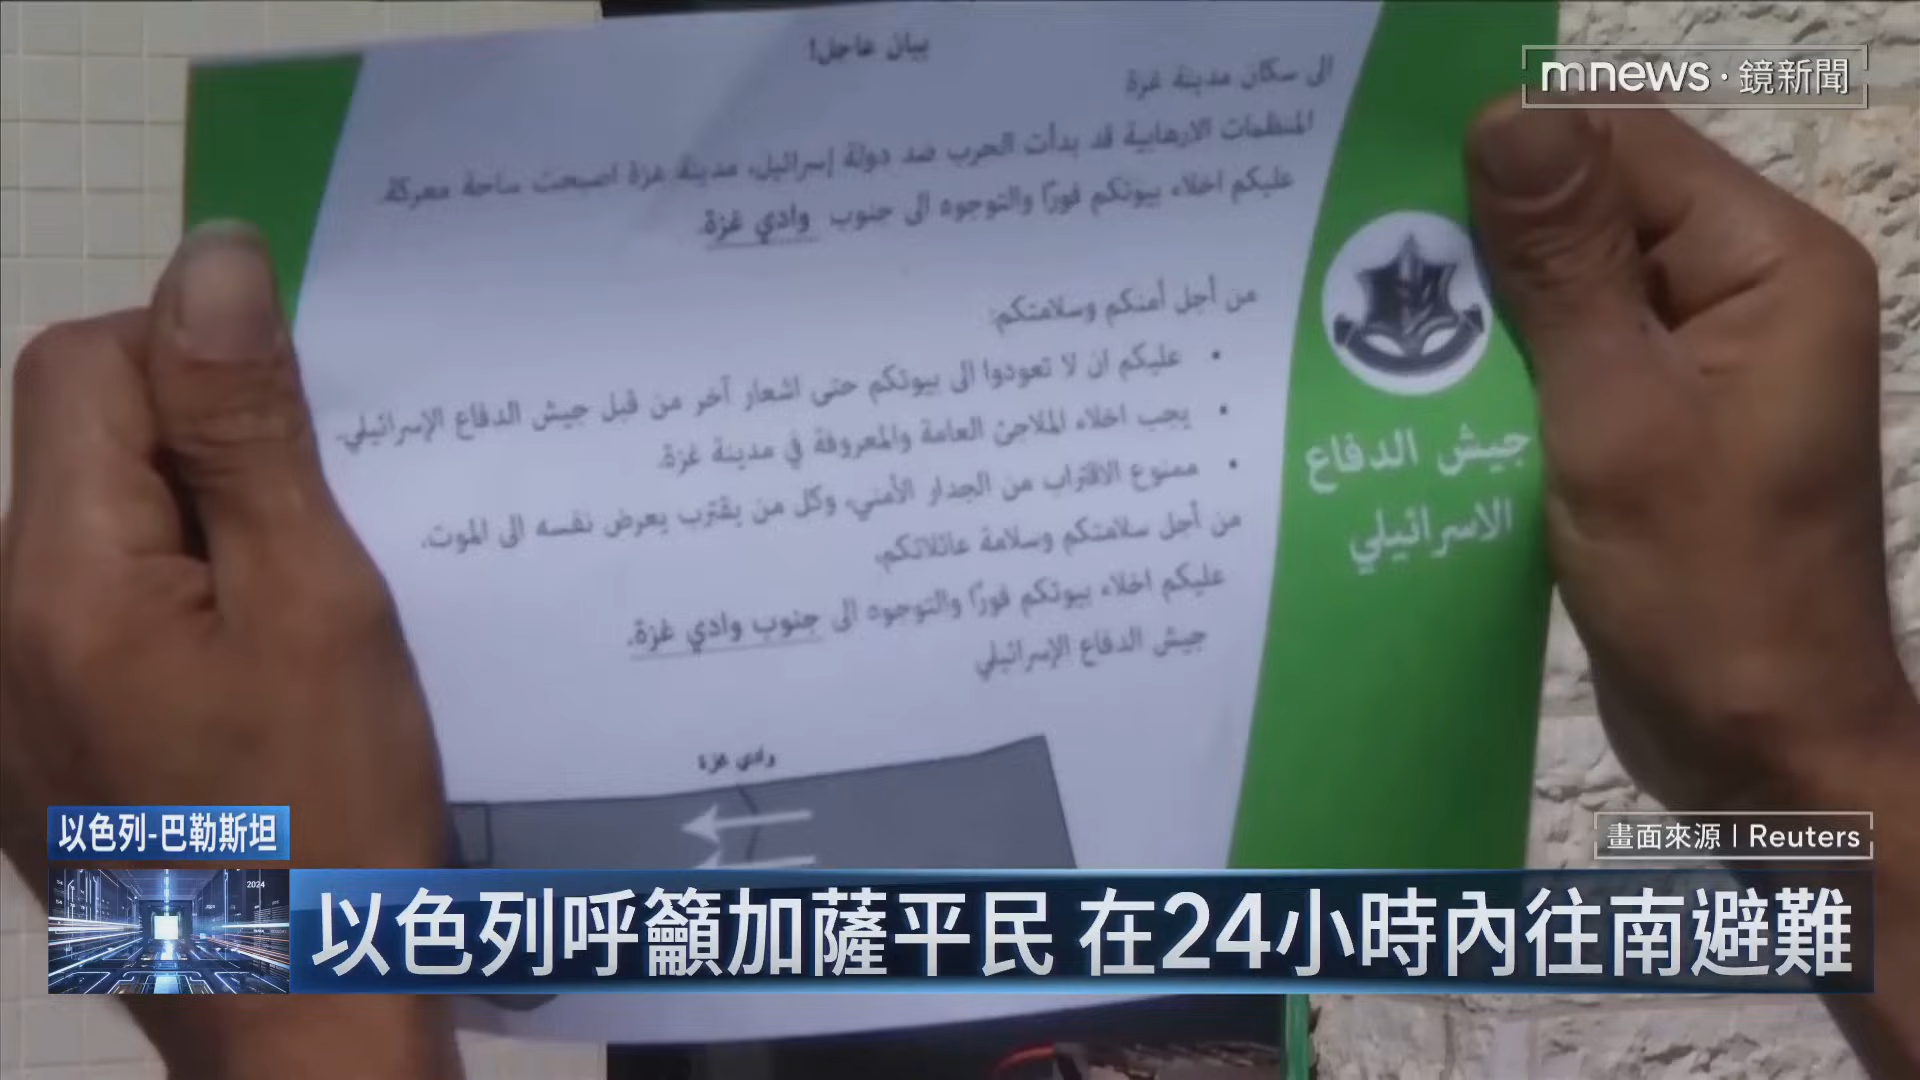 mnews · 鏡新聞
بيان عاجل!
الى سكان مدينة غزة
المنظمات الارهابية قد بدأت الحرب ضد دولة إسرائيل، مدينة غزة اصبحت ساحة معركة.
عليكم اخلاء بيوتكم فورًا والتوجوه الى جنوب وادي غزة.
من أجل أمنكم وسلامتكم:
• عليكم ان لا تعودوا الى بيوتكم حتى اشعار آخر من قبل جيش الدفاع الإسرائيلي.
• يجب اخلاء الملاجئ العامة والمعروفة في مدينة غزة.
• ممنوع الاقتراب من الجدار الأمني، وكل من يقترب يعرض نفسه الى الموت.
من أجل سلامتكم وسلامة عائلاتكم،
عليكم اخلاء بيوتكم فورًا والتوجوه الى جنوب وادي غزة.
جيش الدفاع الإسرائيلي
جيش الدفاع
الاسرائيلي
وادي غزة
以色列-巴勒斯坦
畫面來源 | Reuters
2024
以色列呼籲加薩平民 在24小時內往南避難